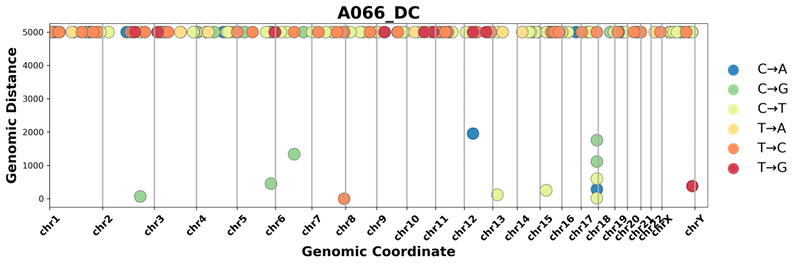 A066_DC
Genomic Distance
5000
4000
3000
2000
1000
0
chr1
chr2
chr3
chr4
chr5
chr6
chr7
chr8
chr9
chr10
chr11
chr12
chr13
chr14
chr15
chr16
chr17
chr18
chr19
chr20
chr21
chr22
chrX
chrY
Genomic Coordinate
C→A
C→G
C→T
T→A
T→C
T→G